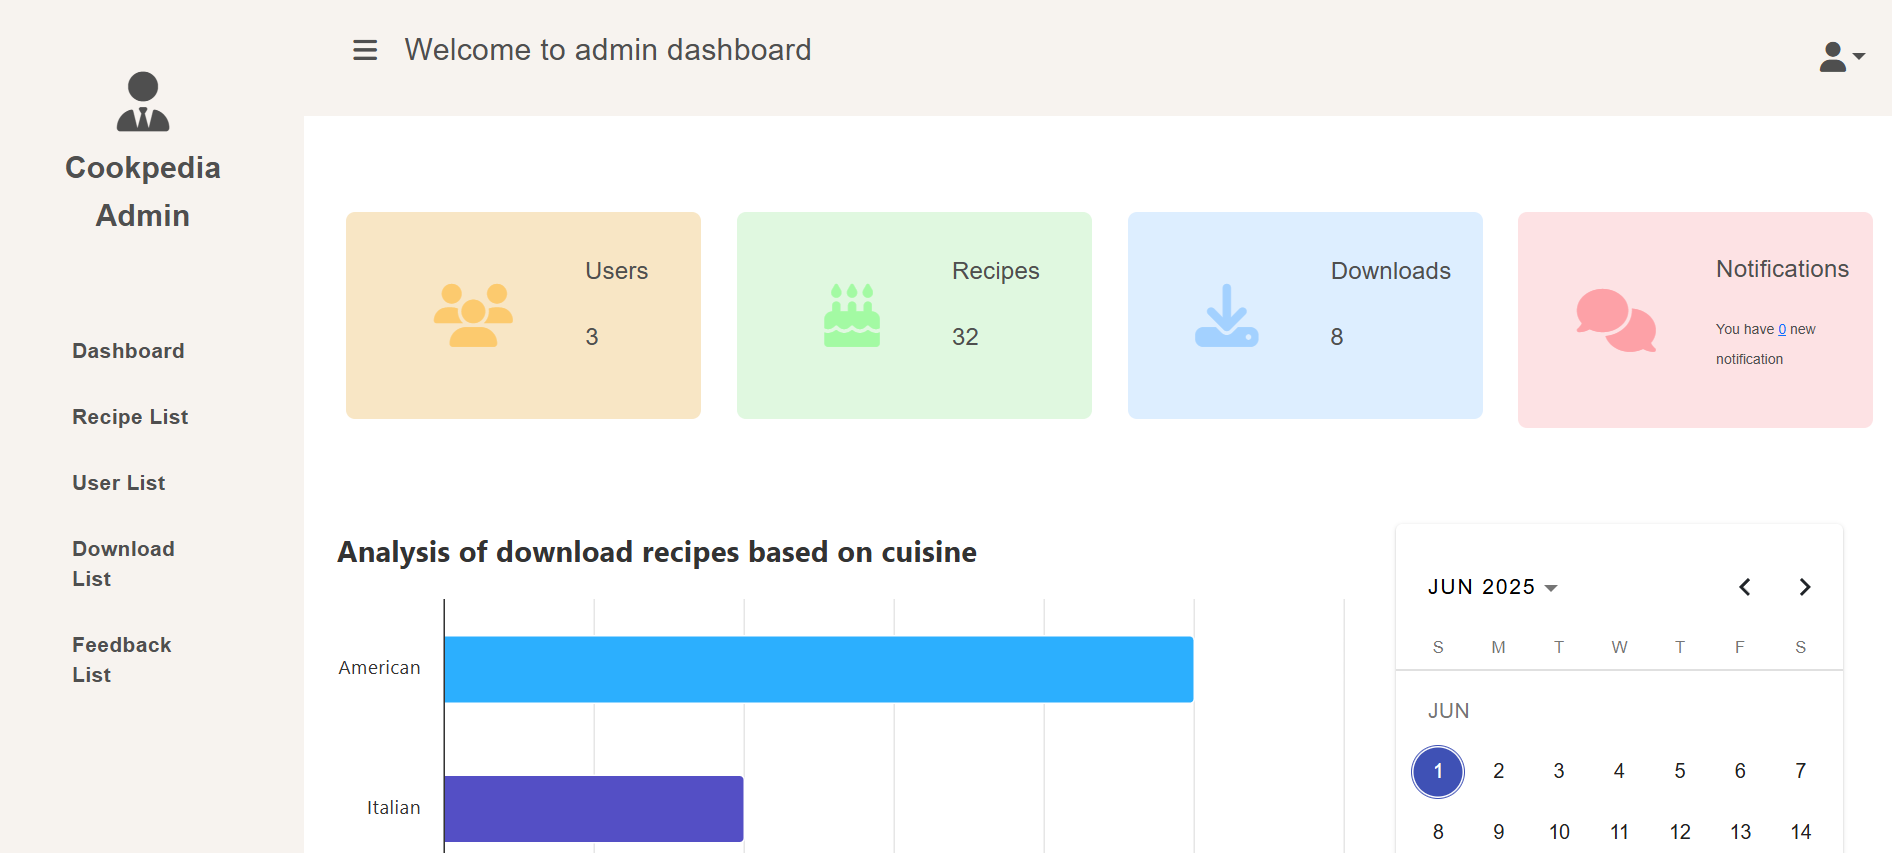 Welcome to admin dashboard
Cookpedia
Admin
Dashboard
Recipe List
User List
Download
List
Feedback
List
Users
3
Recipes
32
Downloads
8
Notifications
You have 0 new
notification
Analysis of download recipes based on cuisine
American
Italian
JUN 2025
S M T W T F S
JUN
1 2 3 4 5 6 7
8 9 10 11 12 13 14